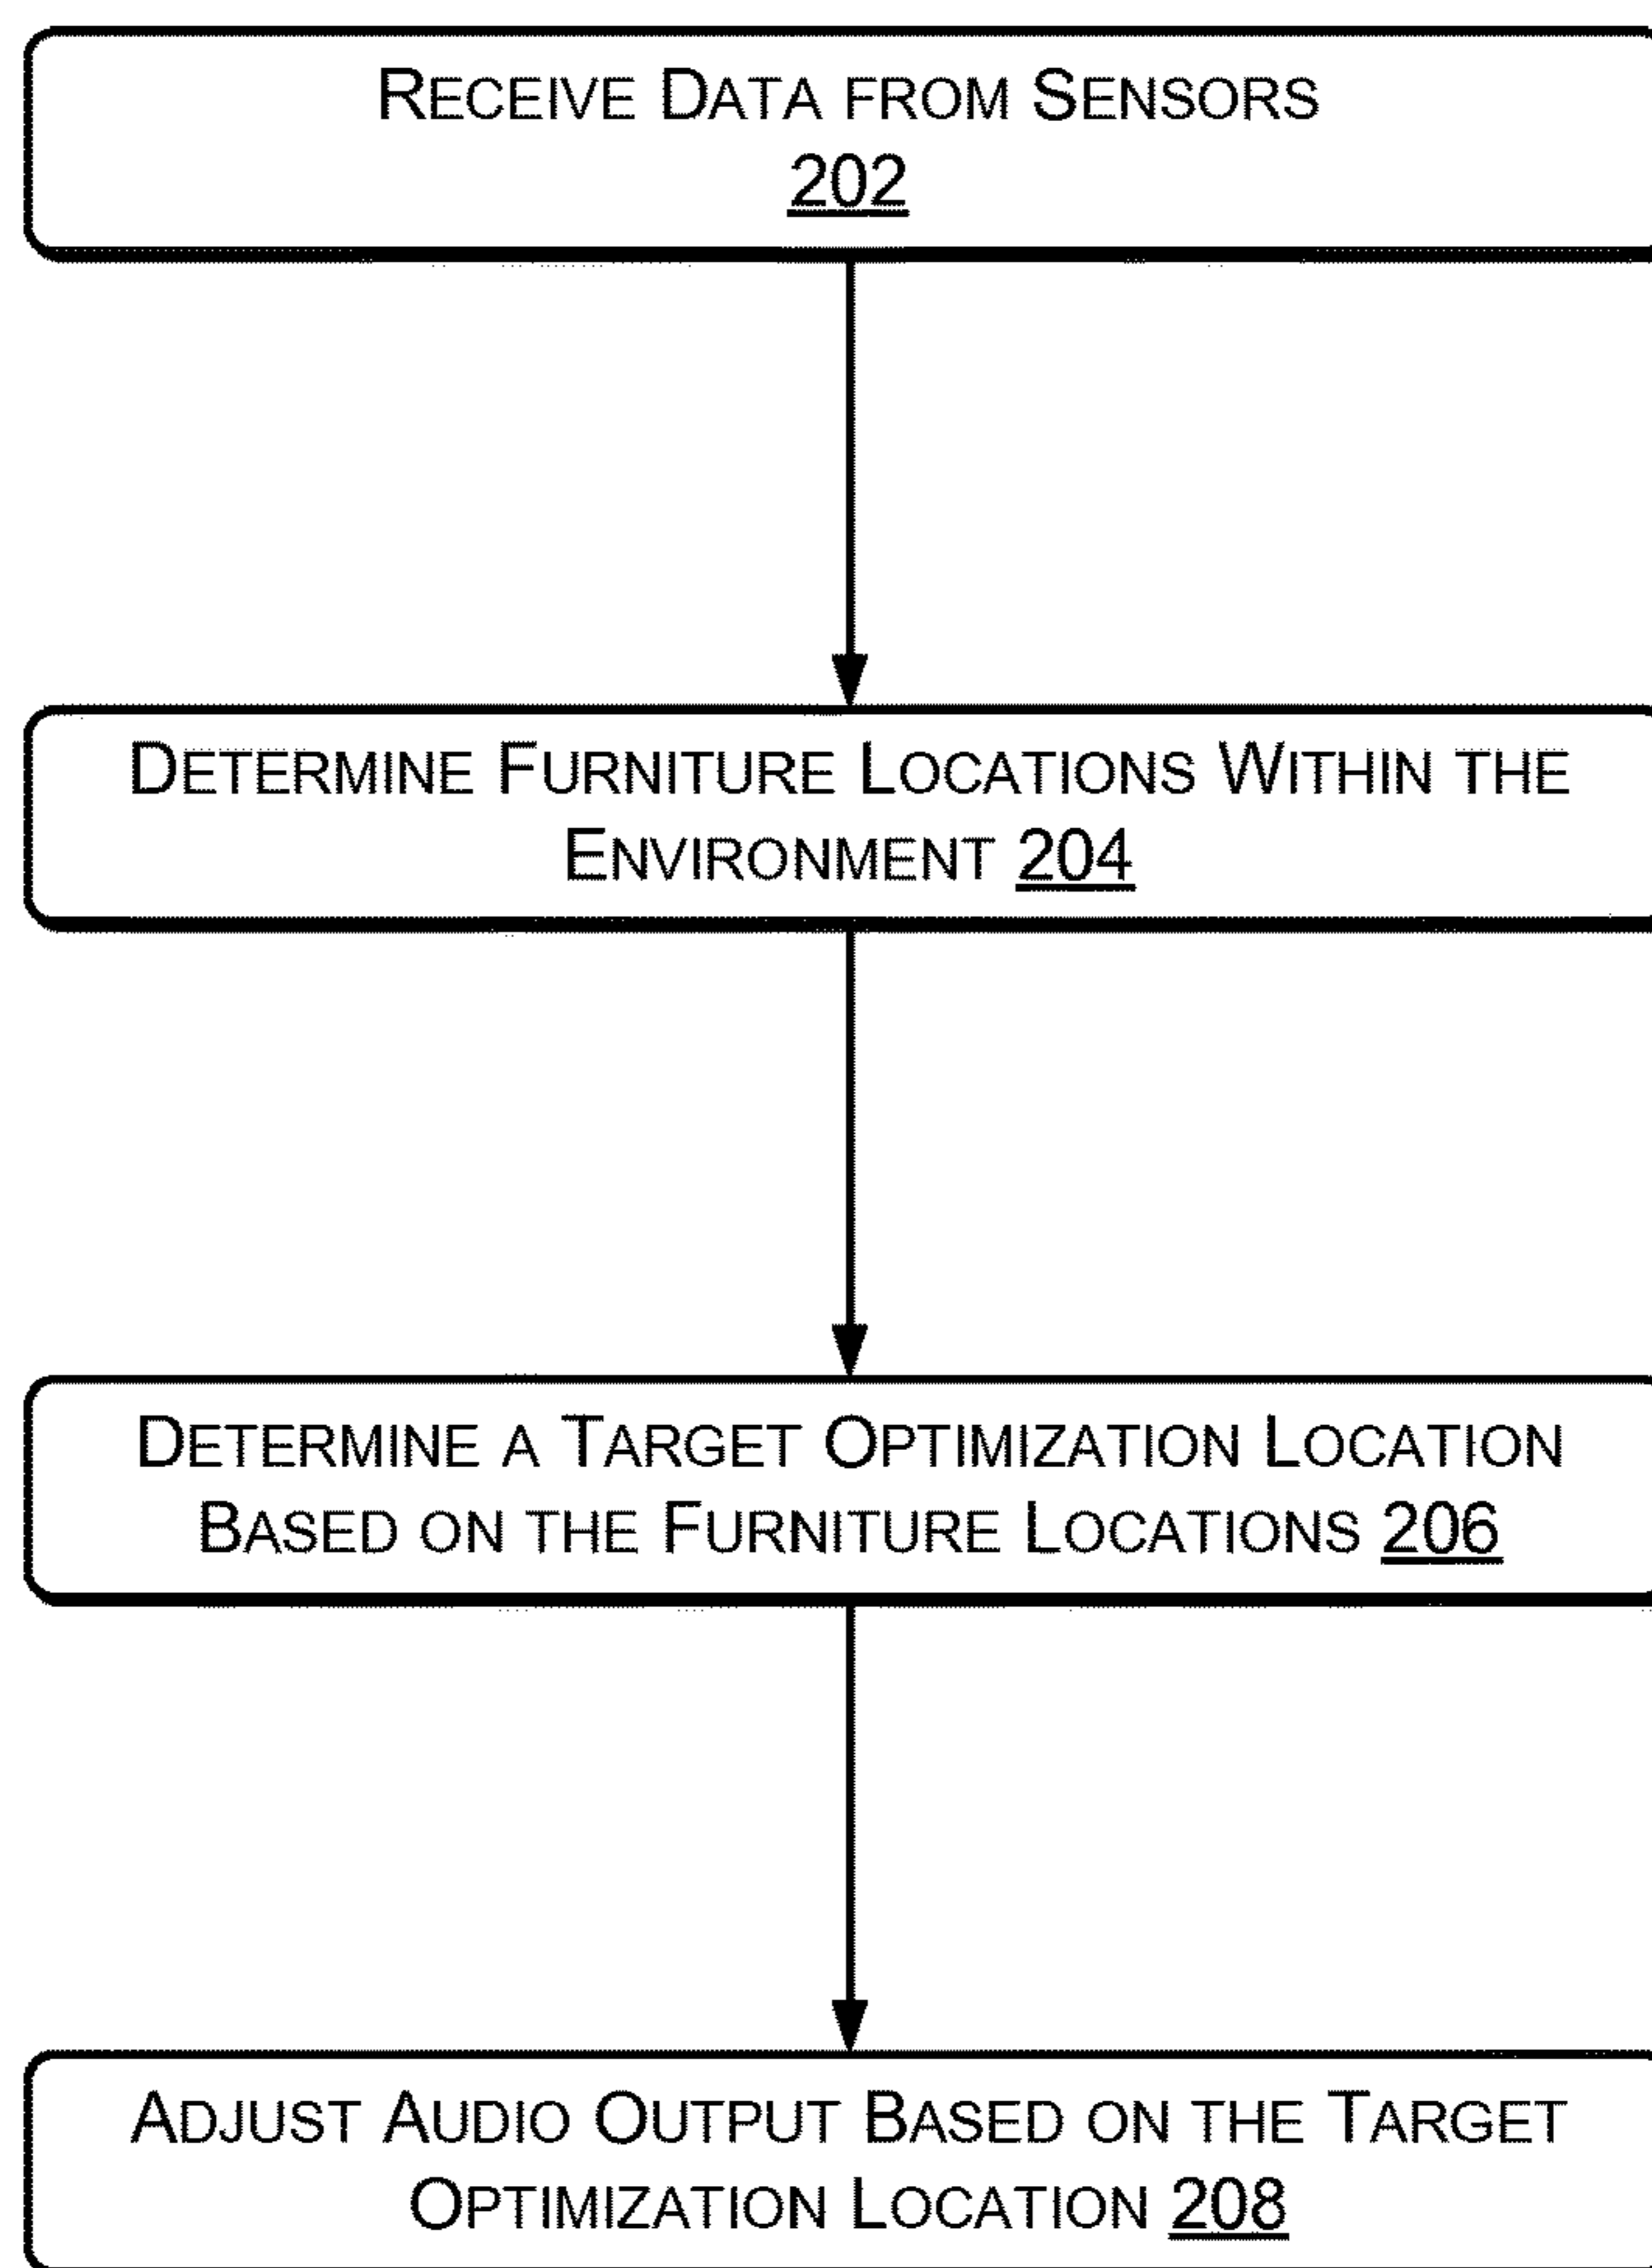 RECEIVE DATA FROM SENSORS
202
DETERMINE FURNITURE LOCATIONS WITHIN THE
ENVIRONMENT 204
DETERMINE A TARGET OPTIMIZATION LOCATION
BASED ON THE FURNITURE LOCATIONS 206
ADJUST AUDIO OUTPUT BASED ON THE TARGET
OPTIMIZATION LOCATION 208